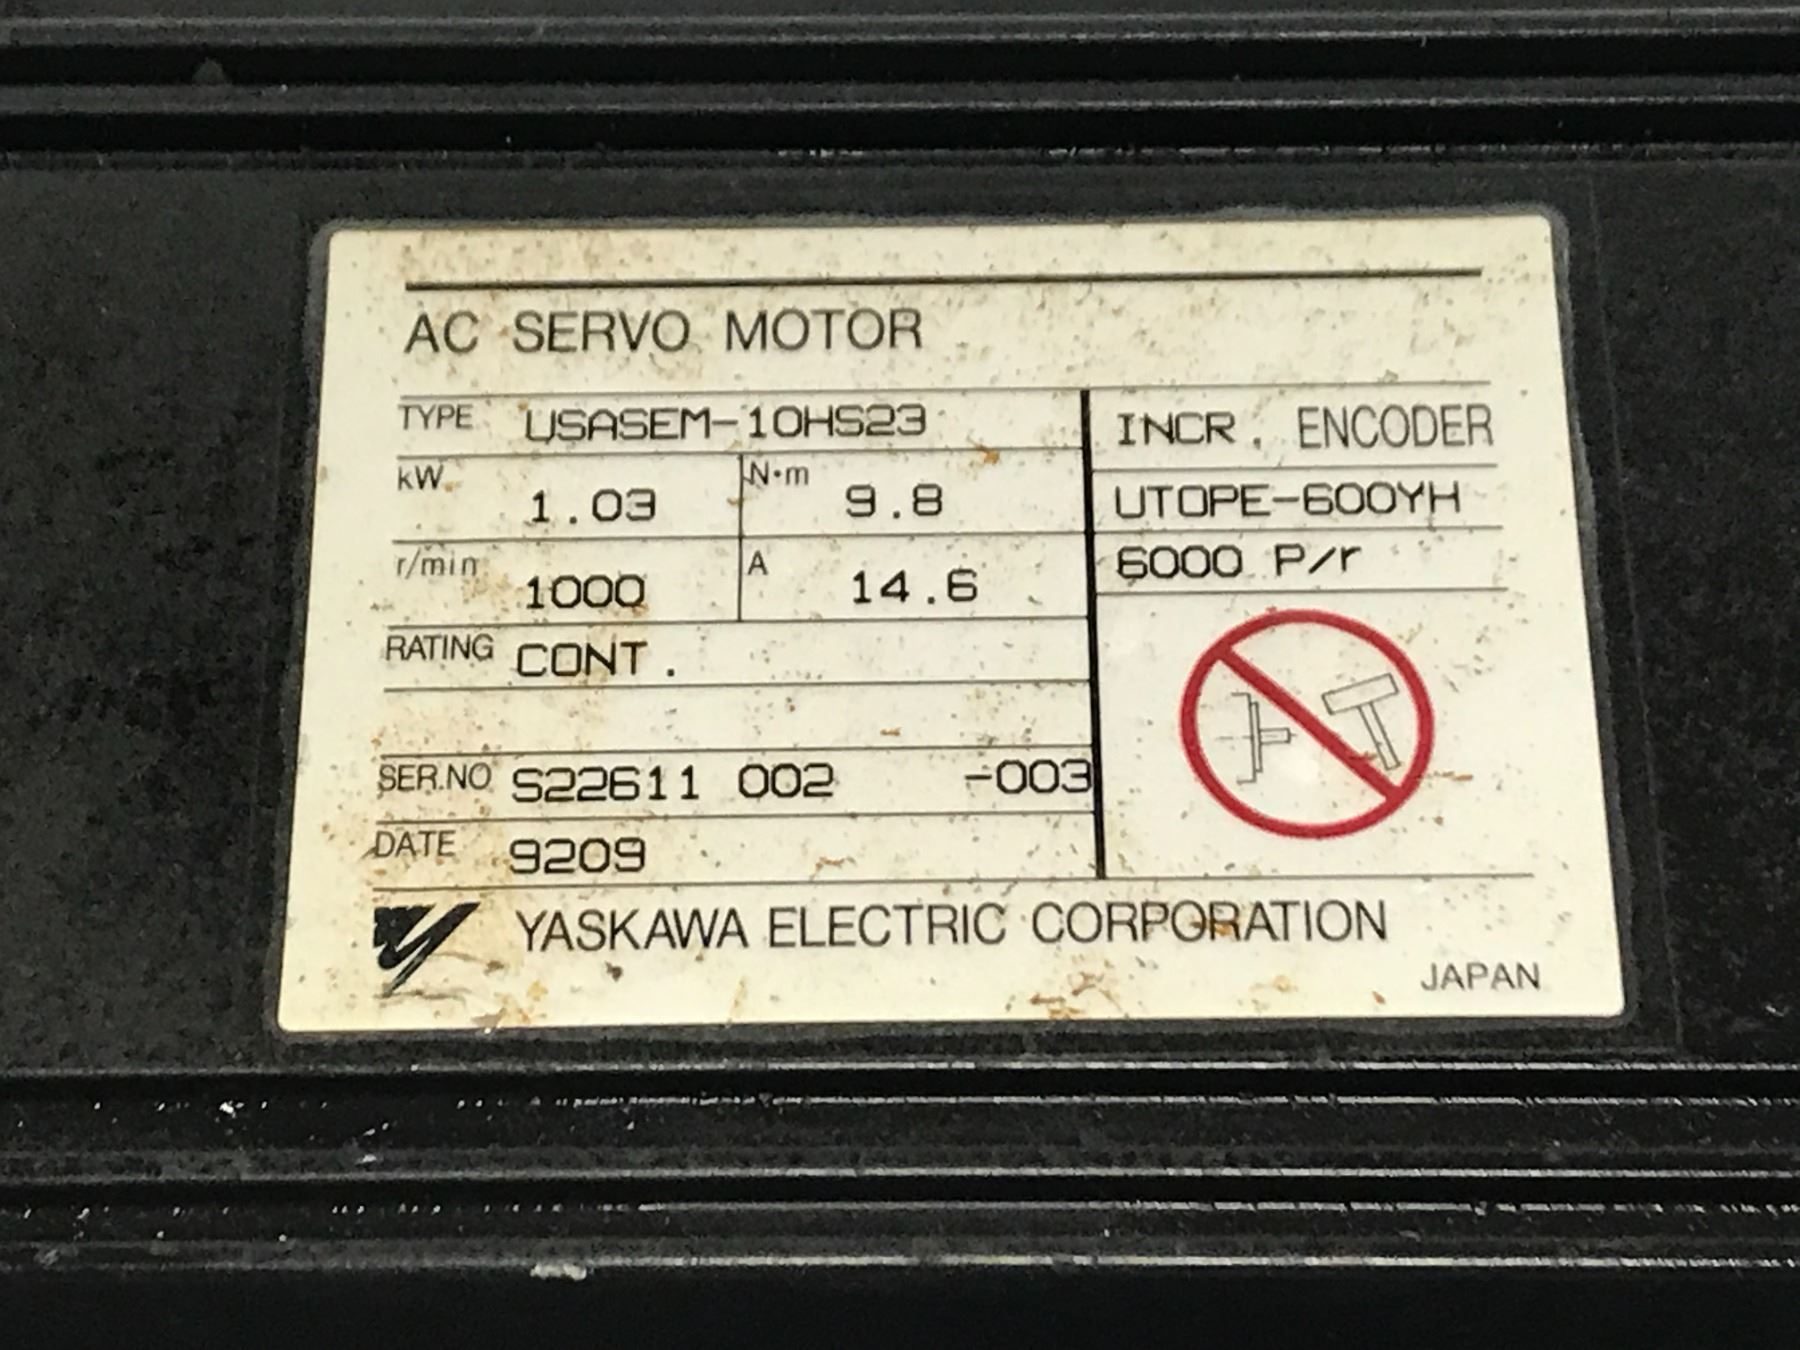 AC SERVO MOTOR
TYPE USASEM-10HS23
INCR. ENCODER
kW 1.03 N·m 9.8
UTOPE-600YH
r/min 1000 A 14.6
6000 P/r
RATING CONT.
SER.NO S22611 002 -003
DATE 9209
YASKAWA ELECTRIC CORPORATION
JAPAN